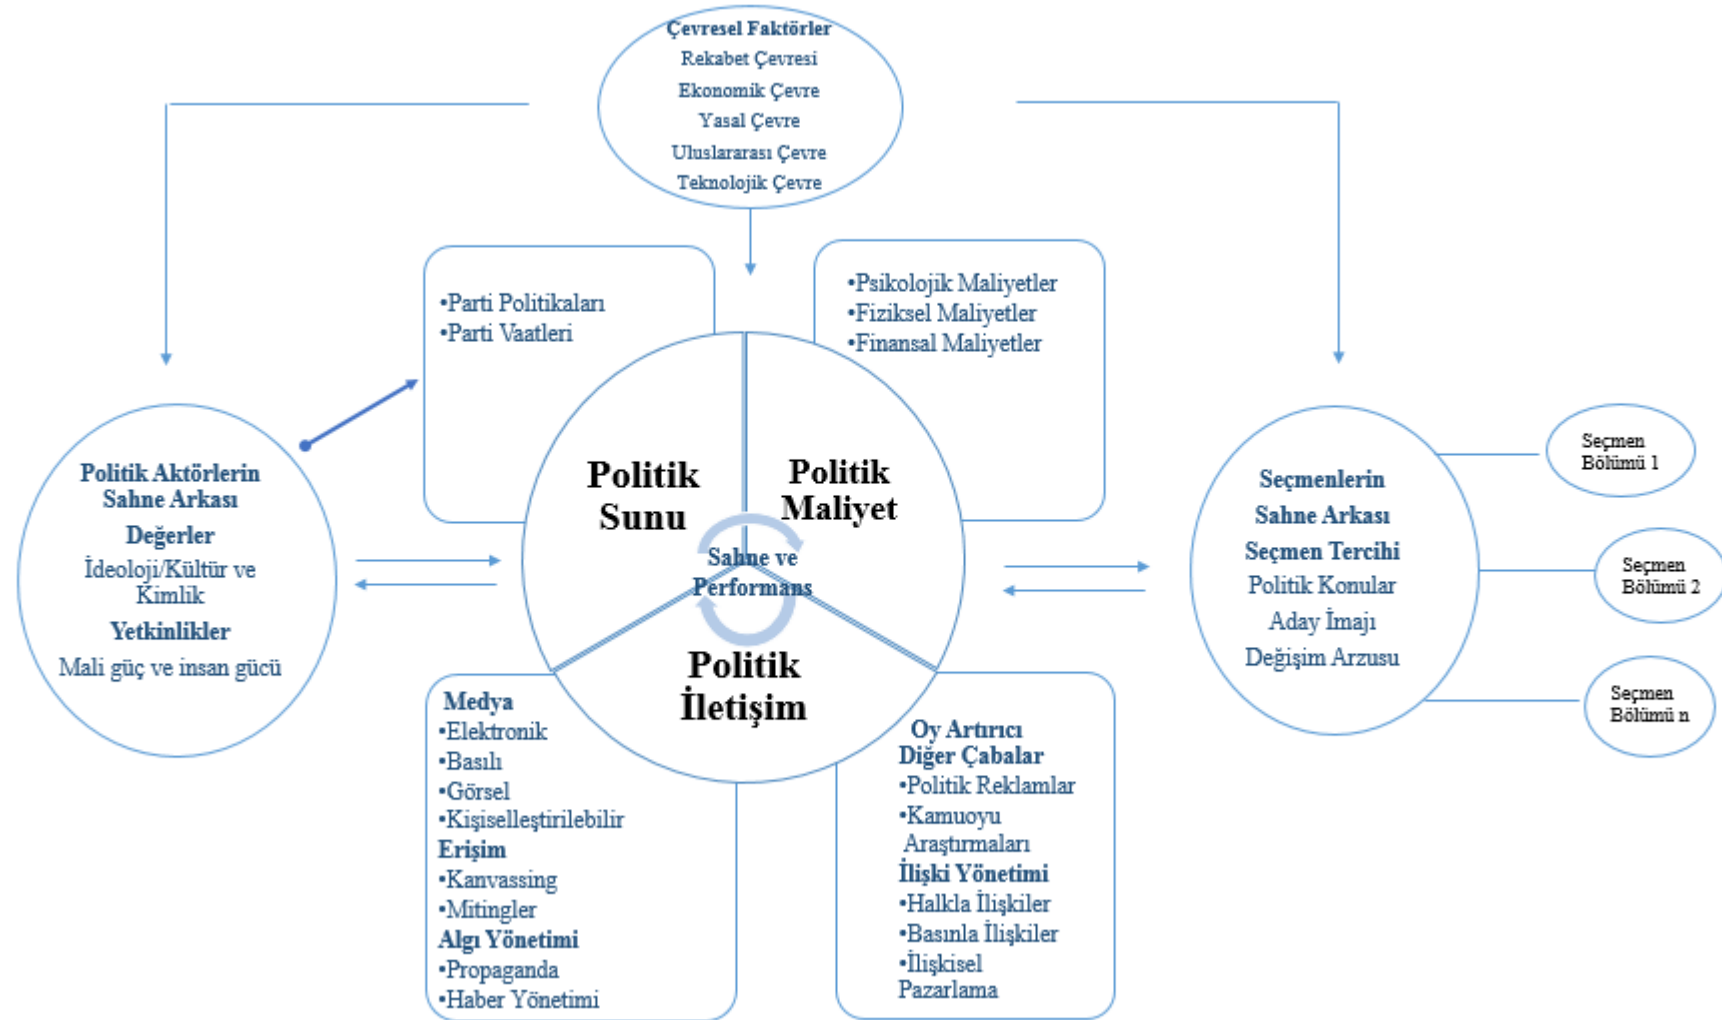 Çevresel Faktörler
Rekabet Çevresi
Ekonomik Çevre
Yasal Çevre
Uluslararası Çevre
Teknolojik Çevre
•Parti Politikaları
•Parti Vaatleri
•Psikolojik Maliyetler
•Fiziksel Maliyetler
•Finansal Maliyetler
Politik Aktörlerin
Sahne Arkası
Değerler
İdeoloji/Kültür ve
Kimlik
Yetkinlikler
Mali güç ve insan gücü
Politik
Sunu
Politik
Maliyet
Sahne ve
Performans
Politik
İletişim
Seçmenlerin
Sahne Arkası
Seçmen Tercihi
Politik Konular
Aday İmajı
Değişim Arzusu
Seçmen
Bölümü 1
Seçmen
Bölümü 2
Seçmen
Bölümü n
Medya
•Elektronik
•Basılı
•Görsel
•Kişiselleştirilebilir
Erişim
•Kanvassing
•Mitingler
Algı Yönetimi
•Propaganda
•Haber Yönetimi
Oy Artırıcı
Diğer Çabalar
•Politik Reklamlar
•Kamuoyu
Araştırmaları
İlişki Yönetimi
•Halkla İlişkiler
•Basınla İlişkiler
•İlişkisel
Pazarlama